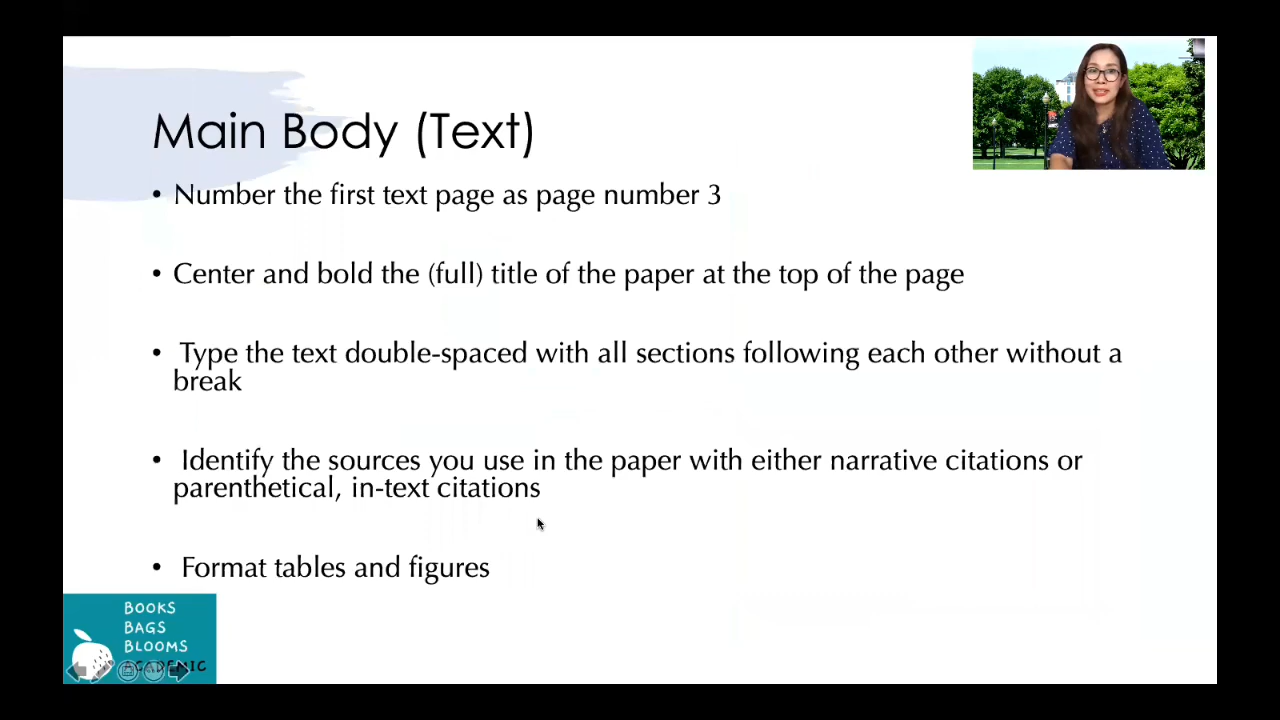 Main Body (Text)
• Number the first text page as page number 3
• Center and bold the (full) title of the paper at the top of the page
• Type the text double-spaced with all sections following each other without a
break
• Identify the sources you use in the paper with either narrative citations or
parenthetical, in-text citations
• Format tables and figures
BOOKS
BAGS
BLOOMS
ACADEMIC